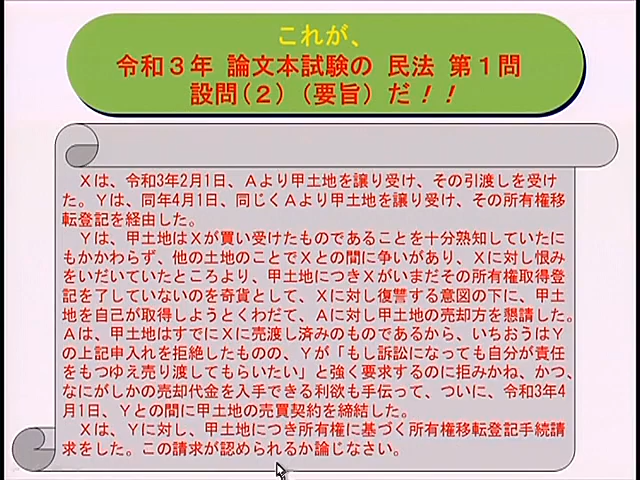 これが、
令和3年 論文本試験の 民法 第1問
設問(2)(要旨)だ!!
Xは、令和3年2月1日、Aより甲土地を譲り受け、その引渡しを受け
た。Yは、同年4月1日、同じくAより甲土地を譲り受け、その所有権移
転登記を経由した。
Yは、甲土地はXが買い受けたものであることを十分熟知していたに
もかかわらず、他の土地のことでXとの間に争いがあり、Xに対し恨み
をいだいていたところより、甲土地につきXがいまだその所有権取得登
記を了していないのを奇貨として、Xに対し復讐する意図の下に、甲土
地を自己が取得しようとくわだて、Aに対し甲土地の売却方を懇請した。
Aは、甲土地はすでにXに売渡し済みのものであるから、いちおうはY
の上記申入れを拒絶したものの、Yが「もし訴訟になっても自分が責任
をもつゆえ売り渡してもらいたい」と強く要求するのに拒みかね、かつ、
なにがしかの売却代金を入手できる利欲も手伝って、ついに、令和3年4
月1日、Yとの間に甲土地の売買契約を締結した。
Xは、Yに対し、甲土地につき所有権に基づく所有権移転登記手続請
求をした。この請求が認められるか論じなさい。